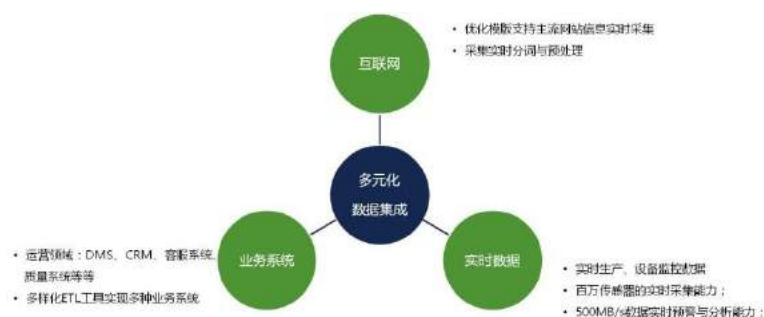 • 优化模版支持主流网站信息实时采集
• 采集实时分词与预处理
互联网
多元化
数据集成
业务系统
• 运营领域：DMS、CRM、客服系统、
质量系统等等
• 多样化ETL工具实现多种业务系统
实时数据
• 实时生产、设备监控数据
• 百万传感器的实时采集能力；
• 500MB/s数据实时预警与分析能力；